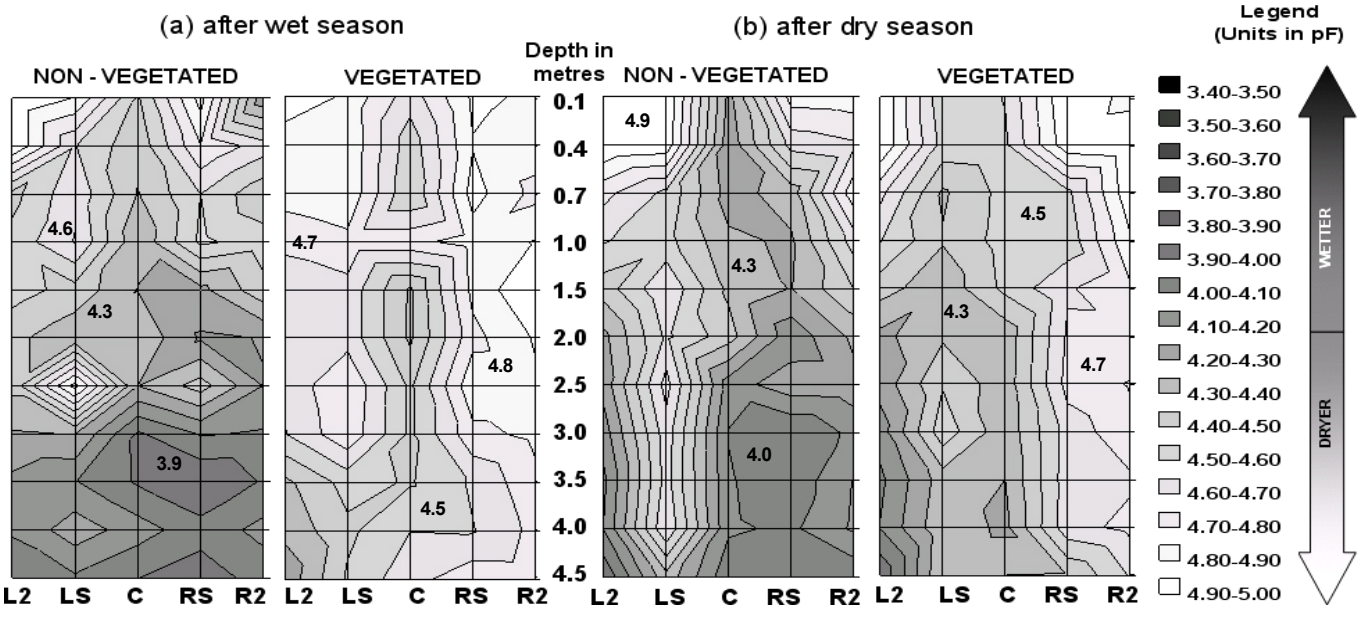 (a) after wet season
(b) after dry season
Legend
(Units in pF)
Depth in
metres
NON - VEGETATED
VEGETATED
NON - VEGETATED
VEGETATED
0.1
0.4
0.7
1.0
1.5
2.0
2.5
3.0
3.5
4.0
4.5
4.6
4.3
3.9
4.7
4.8
4.5
4.9
4.3
4.0
4.5
4.3
4.7
L2 LS C RS R2
L2 LS C RS R2
L2 LS C RS R2
L2 LS C RS R2
3.40-3.50
3.50-3.60
3.60-3.70
3.70-3.80
3.80-3.90
3.90-4.00
4.00-4.10
4.10-4.20
4.20-4.30
4.30-4.40
4.40-4.50
4.50-4.60
4.60-4.70
4.70-4.80
4.80-4.90
4.90-5.00
WETTER
DRYER